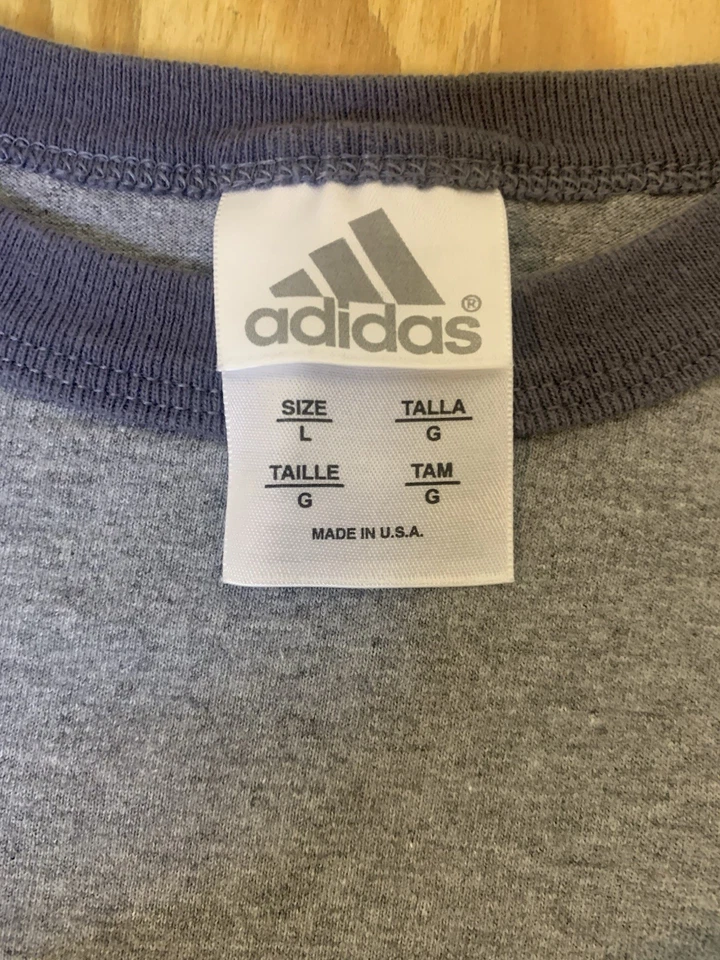 adidas®
SIZE TALLA
L G
TAILLE TAM
G G
MADE IN U.S.A.